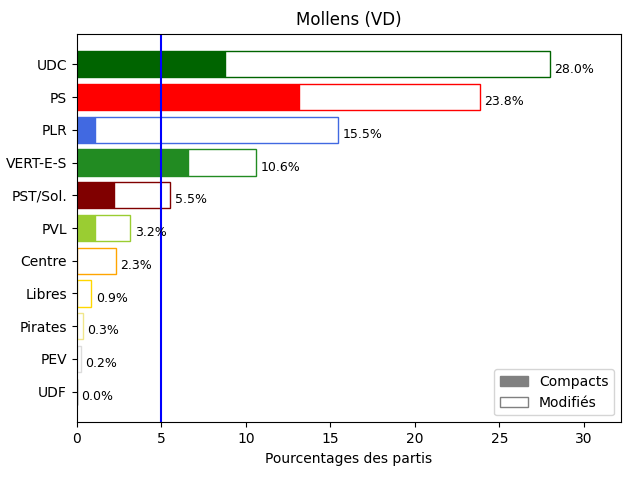 Mollens (VD)
UDC 28.0%
PS 23.8%
PLR 15.5%
VERT-E-S 10.6%
PST/Sol. 5.5%
PVL 3.2%
Centre 2.3%
Libres 0.9%
Pirates 0.3%
PEV 0.2%
UDF 0.0%
Compacts
Modifiés
0 5 10 15 20 25 30
Pourcentages des partis